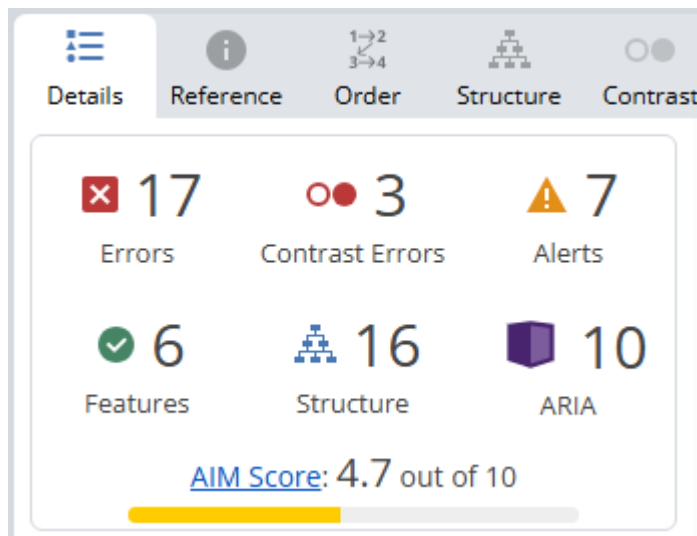 1→2
3→4
Details Reference Order Structure Contrast
17 3 7
Errors Contrast Errors Alerts
6 16 10
Features Structure ARIA
AIM Score: 4.7 out of 10